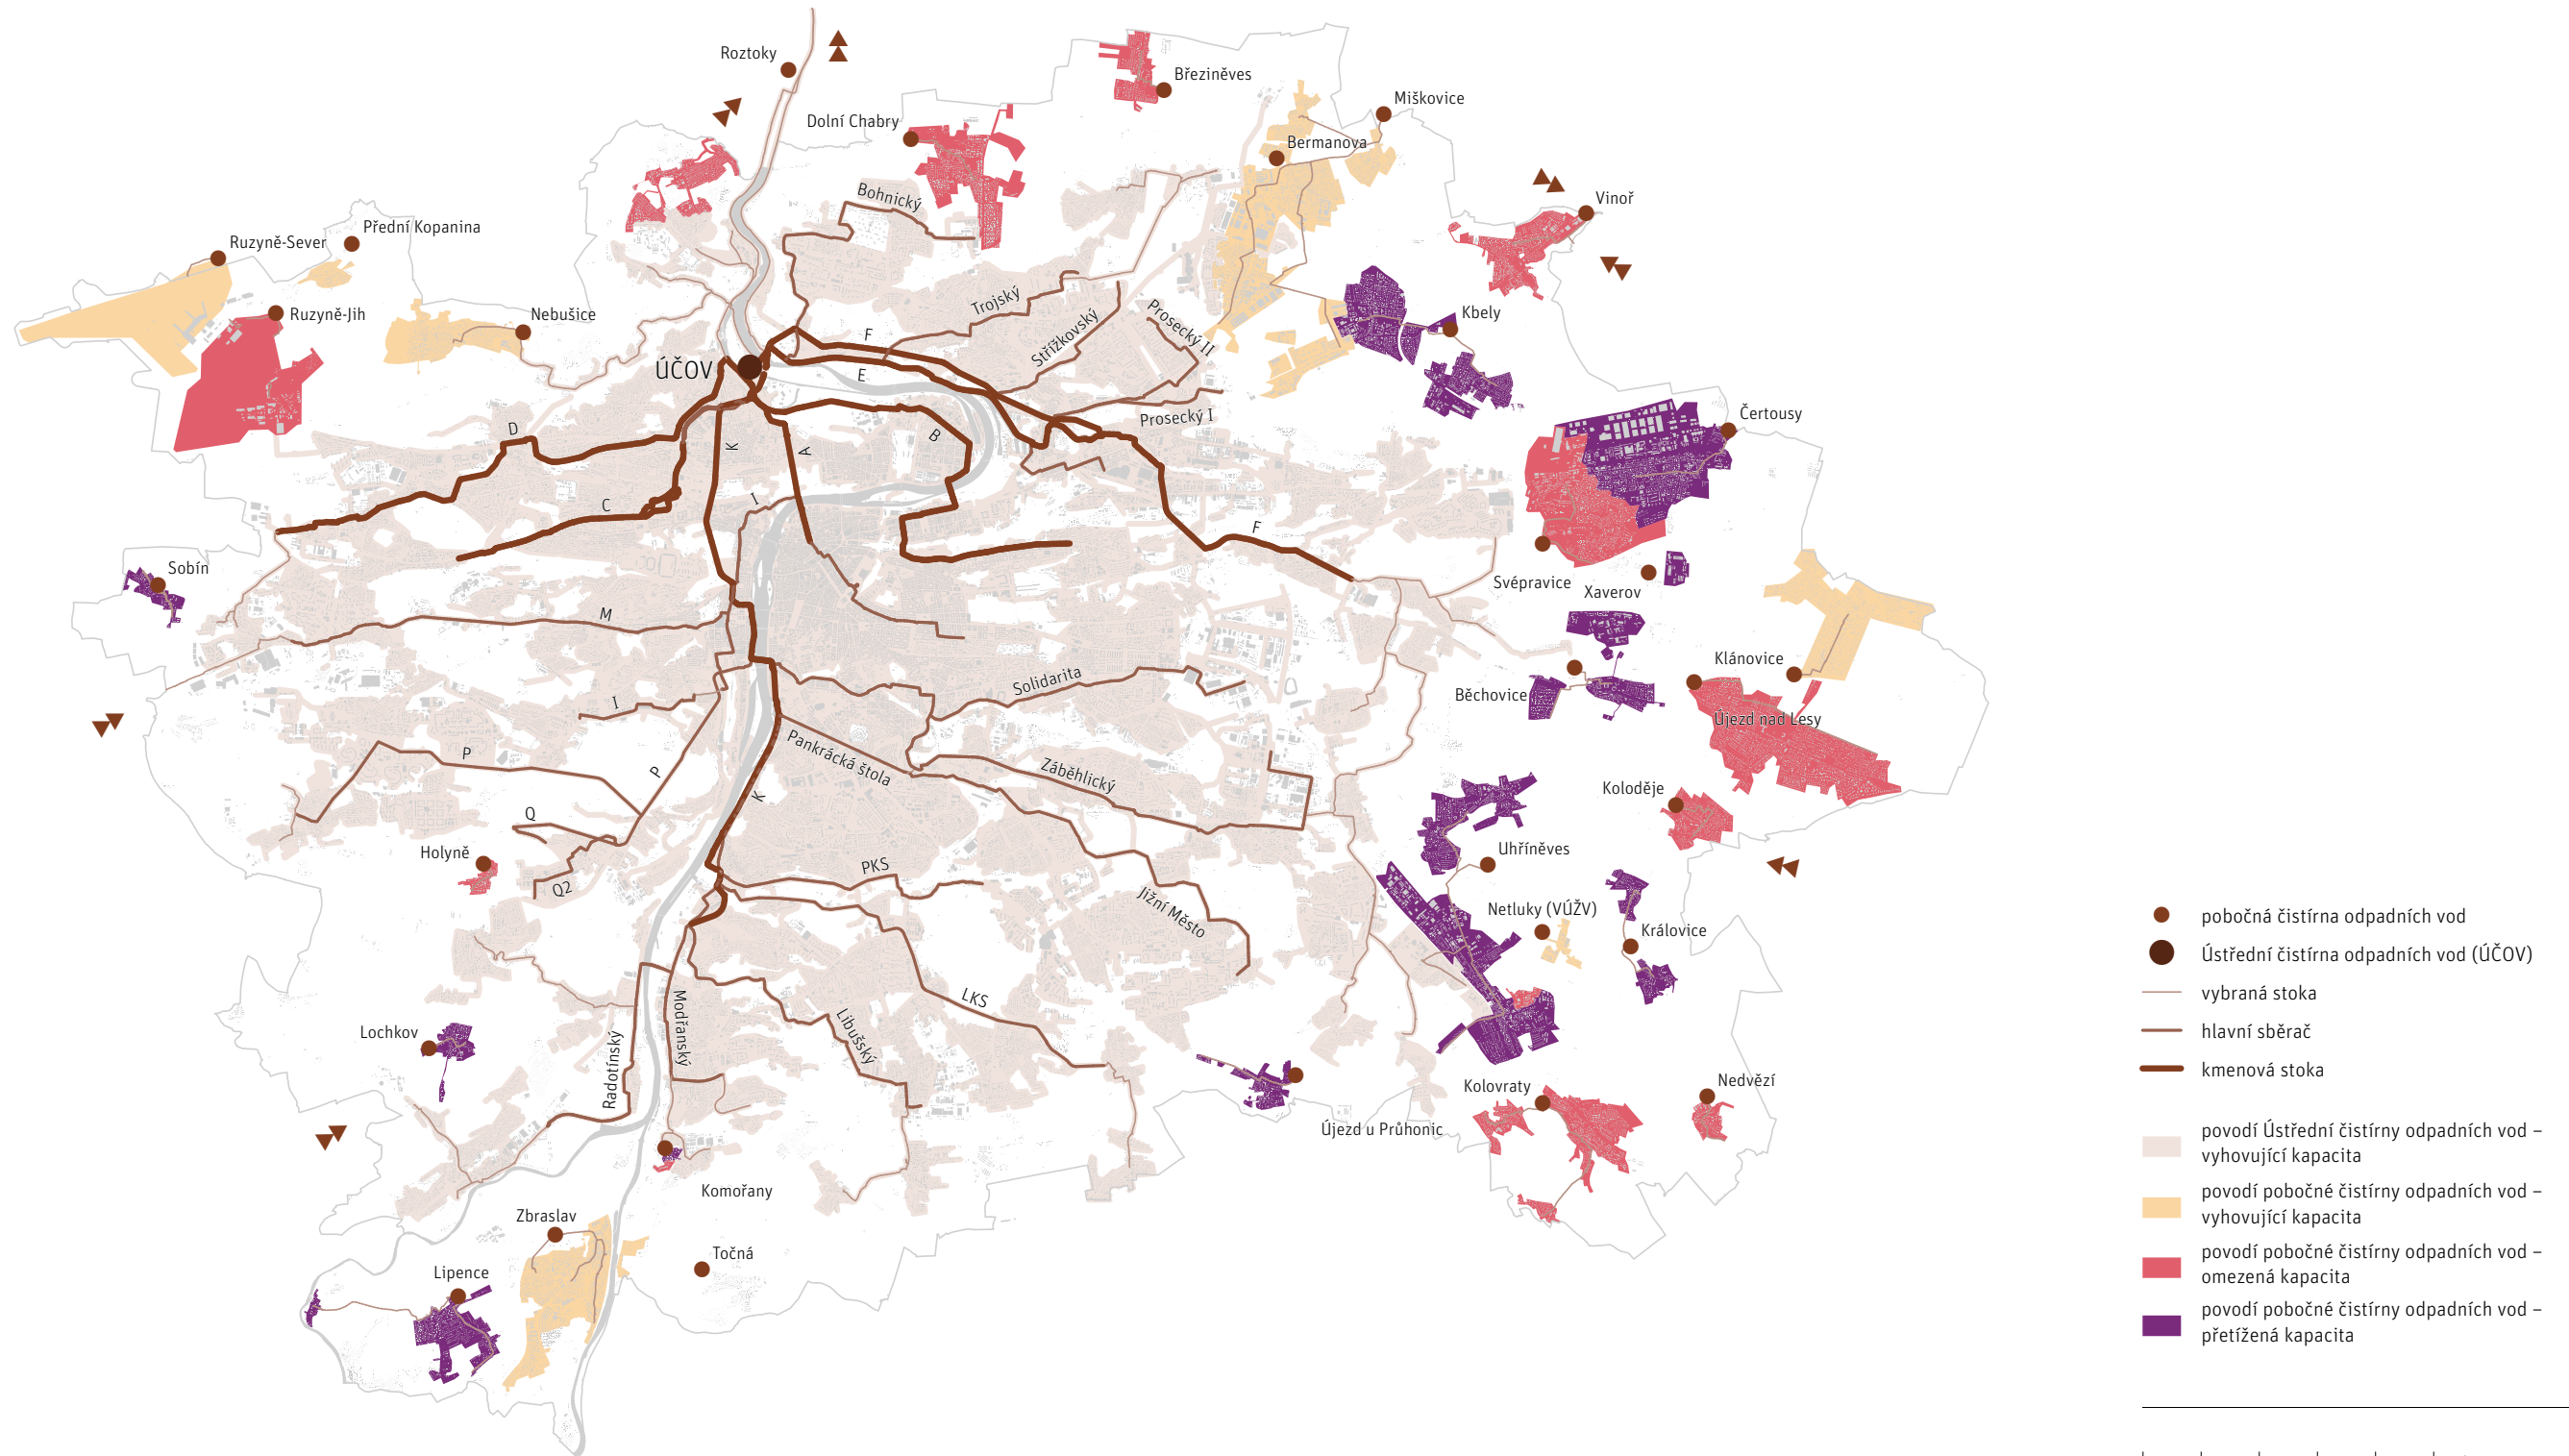 Roztoky
Březiněves
Miškovice
Dolní Chabry
Bermanova
Bohnický
Vinoř
Přední Kopanina
Ruzyně-Sever
Ruzyně-Jih
Nebušice
Trojský
Střížkovský
Prosecký II
Kbely
F
E
ÚČOV
Prosecký I
Čertousy
D
K
A
B
C
I
F
Sobín
Svépravice
Xaverov
M
Klánovice
Solidarita
Běchovice
I
Újezd nad Lesy
Pankrácká štola
P
P
Záběhlický
K
Koloděje
Q
Holyně
Uhříněves
PKS
Q2
Jižní Město
Netluky (VÚŽV)
Královice
LKS
Lochkov
Radotínský
Modřanský
Libušský
Kolovraty
Nedvězí
Újezd u Průhonic
Komořany
Zbraslav
Točná
Lipence
pobočná čistírna odpadních vod
Ústřední čistírna odpadních vod (ÚČOV)
vybraná stoka
hlavní sběrač
kmenová stoka
povodí Ústřední čistírny odpadních vod –
vyhovující kapacita
povodí pobočné čistírny odpadních vod –
vyhovující kapacita
povodí pobočné čistírny odpadních vod –
omezená kapacita
povodí pobočné čistírny odpadních vod –
přetížená kapacita